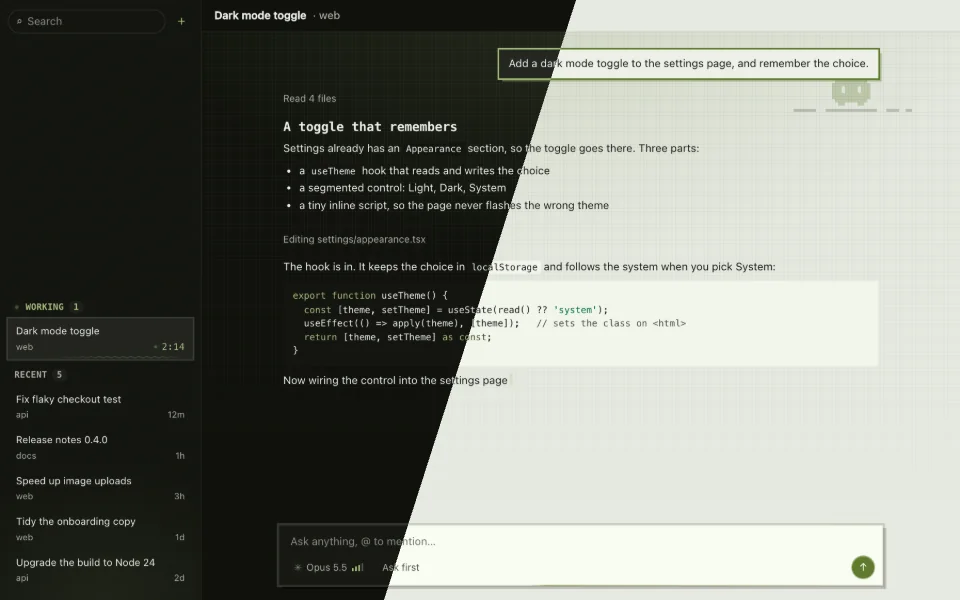 Search
+
Dark mode toggle · web
Add a dark mode toggle to the settings page, and remember the choice.
Read 4 files
A toggle that remembers
Settings already has an Appearance section, so the toggle goes there. Three parts:
• a useTheme hook that reads and writes the choice
• a segmented control: Light, Dark, System
• a tiny inline script, so the page never flashes the wrong theme
Editing settings/appearance.tsx
The hook is in. It keeps the choice in localStorage and follows the system when you pick System:
export function useTheme() {
const [theme, setTheme] = useState(read() ?? 'system');
useEffect(() => apply(theme), [theme]); // sets the class on <html>
return [theme, setTheme] as const;
}
Now wiring the control into the settings page
WORKING 1
Dark mode toggle
web 2:14
RECENT 5
Fix flaky checkout test
api 12m
Release notes 0.4.0
docs 1h
Speed up image uploads
web 3h
Tidy the onboarding copy
web 1d
Upgrade the build to Node 24
api 2d
Ask anything, @ to mention...
Opus 5.5 Ask first